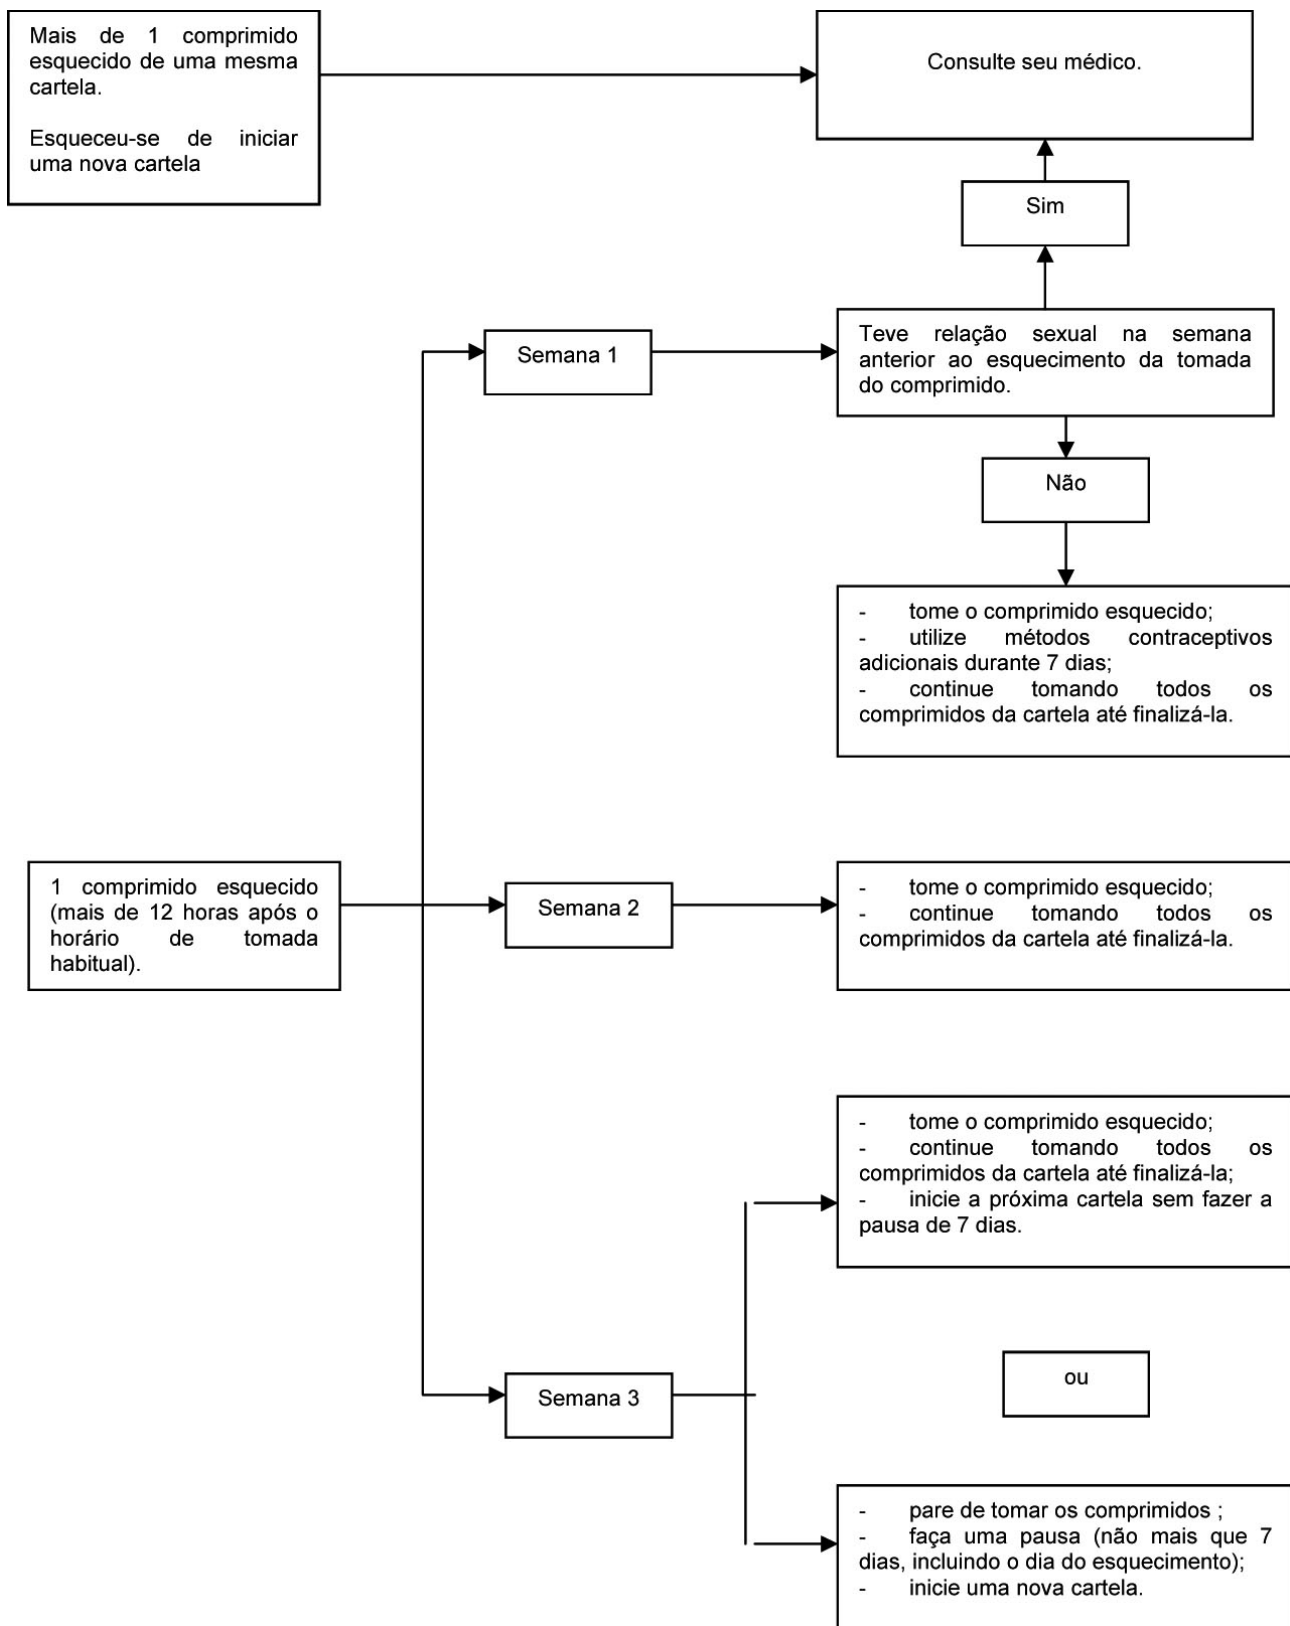 Mais de 1 comprimido
esquecido de uma mesma
cartela.
Esqueceu-se de iniciar
uma nova cartela
Consulte seu médico.
Sim
Semana 1
Teve relação sexual na semana
anterior ao esquecimento da tomada
do comprimido.
Não
- tome o comprimido esquecido;
- utilize métodos contraceptivos
adicionais durante 7 dias;
- continue tomando todos os
comprimidos da cartela até finalizá-la.
1 comprimido esquecido
(mais de 12 horas após o
horário de tomada
habitual).
Semana 2
- tome o comprimido esquecido;
- continue tomando todos os
comprimidos da cartela até finalizá-la.
- tome o comprimido esquecido;
- continue tomando todos os
comprimidos da cartela até finalizá-la;
- inicie a próxima cartela sem fazer a
pausa de 7 dias.
ou
Semana 3
- pare de tomar os comprimidos ;
- faça uma pausa (não mais que 7
dias, incluindo o dia do esquecimento);
- inicie uma nova cartela.